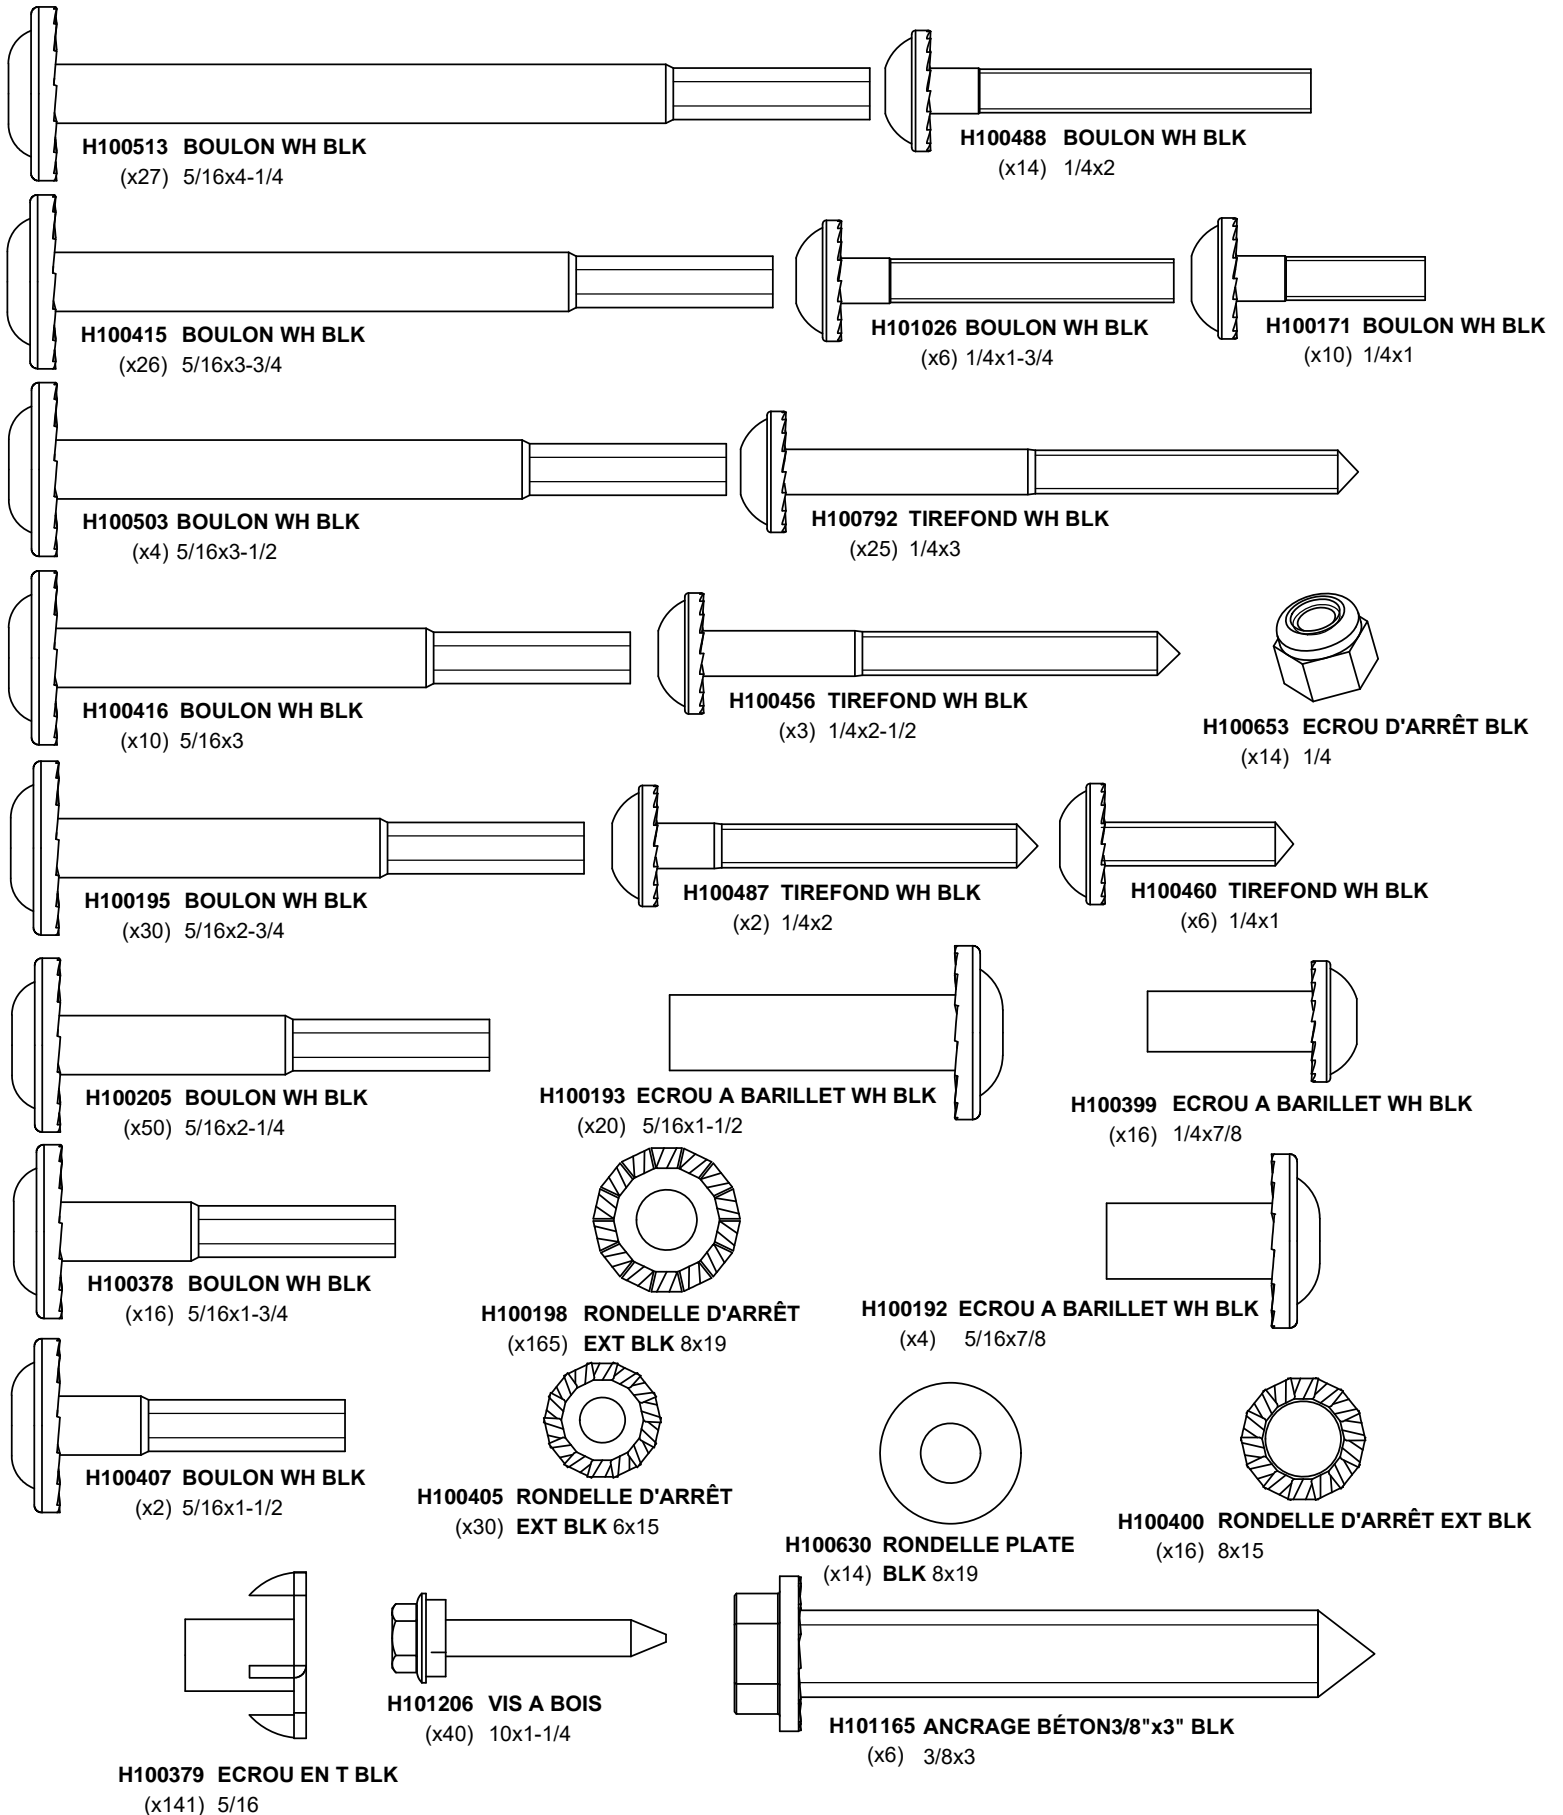 H100513 BOULON WH BLK
(x27) 5/16x4-1/4
H100488 BOULON WH BLK
(x14) 1/4x2
H100415 BOULON WH BLK
(x26) 5/16x3-3/4
H101026 BOULON WH BLK
(x6) 1/4x1-3/4
H100171 BOULON WH BLK
(x10) 1/4x1
H100503 BOULON WH BLK
(x4) 5/16x3-1/2
H100792 TIREFOND WH BLK
(x25) 1/4x3
H100416 BOULON WH BLK
(x10) 5/16x3
H100456 TIREFOND WH BLK
(x3) 1/4x2-1/2
H100653 ECROU D'ARRÊT BLK
(x14) 1/4
H100195 BOULON WH BLK
(x30) 5/16x2-3/4
H100487 TIREFOND WH BLK
(x2) 1/4x2
H100460 TIREFOND WH BLK
(x6) 1/4x1
H100205 BOULON WH BLK
(x50) 5/16x2-1/4
H100193 ECROU A BARILLET WH BLK
(x20) 5/16x1-1/2
H100399 ECROU A BARILLET WH BLK
(x16) 1/4x7/8
H100378 BOULON WH BLK
(x16) 5/16x1-3/4
H100198 RONDELLE D'ARRÊT
(x165) EXT BLK 8x19
H100192 ECROU A BARILLET WH BLK
(x4) 5/16x7/8
H100407 BOULON WH BLK
(x2) 5/16x1-1/2
H100405 RONDELLE D'ARRÊT
(x30) EXT BLK 6x15
H100630 RONDELLE PLATE
(x14) BLK 8x19
H100400 RONDELLE D'ARRÊT EXT BLK
(x16) 8x15
H100379 ECROU EN T BLK
(x141) 5/16
H101206 VIS A BOIS
(x40) 10x1-1/4
H101165 ANCRAGE BÉTON3/8"x3" BLK
(x6) 3/8x3